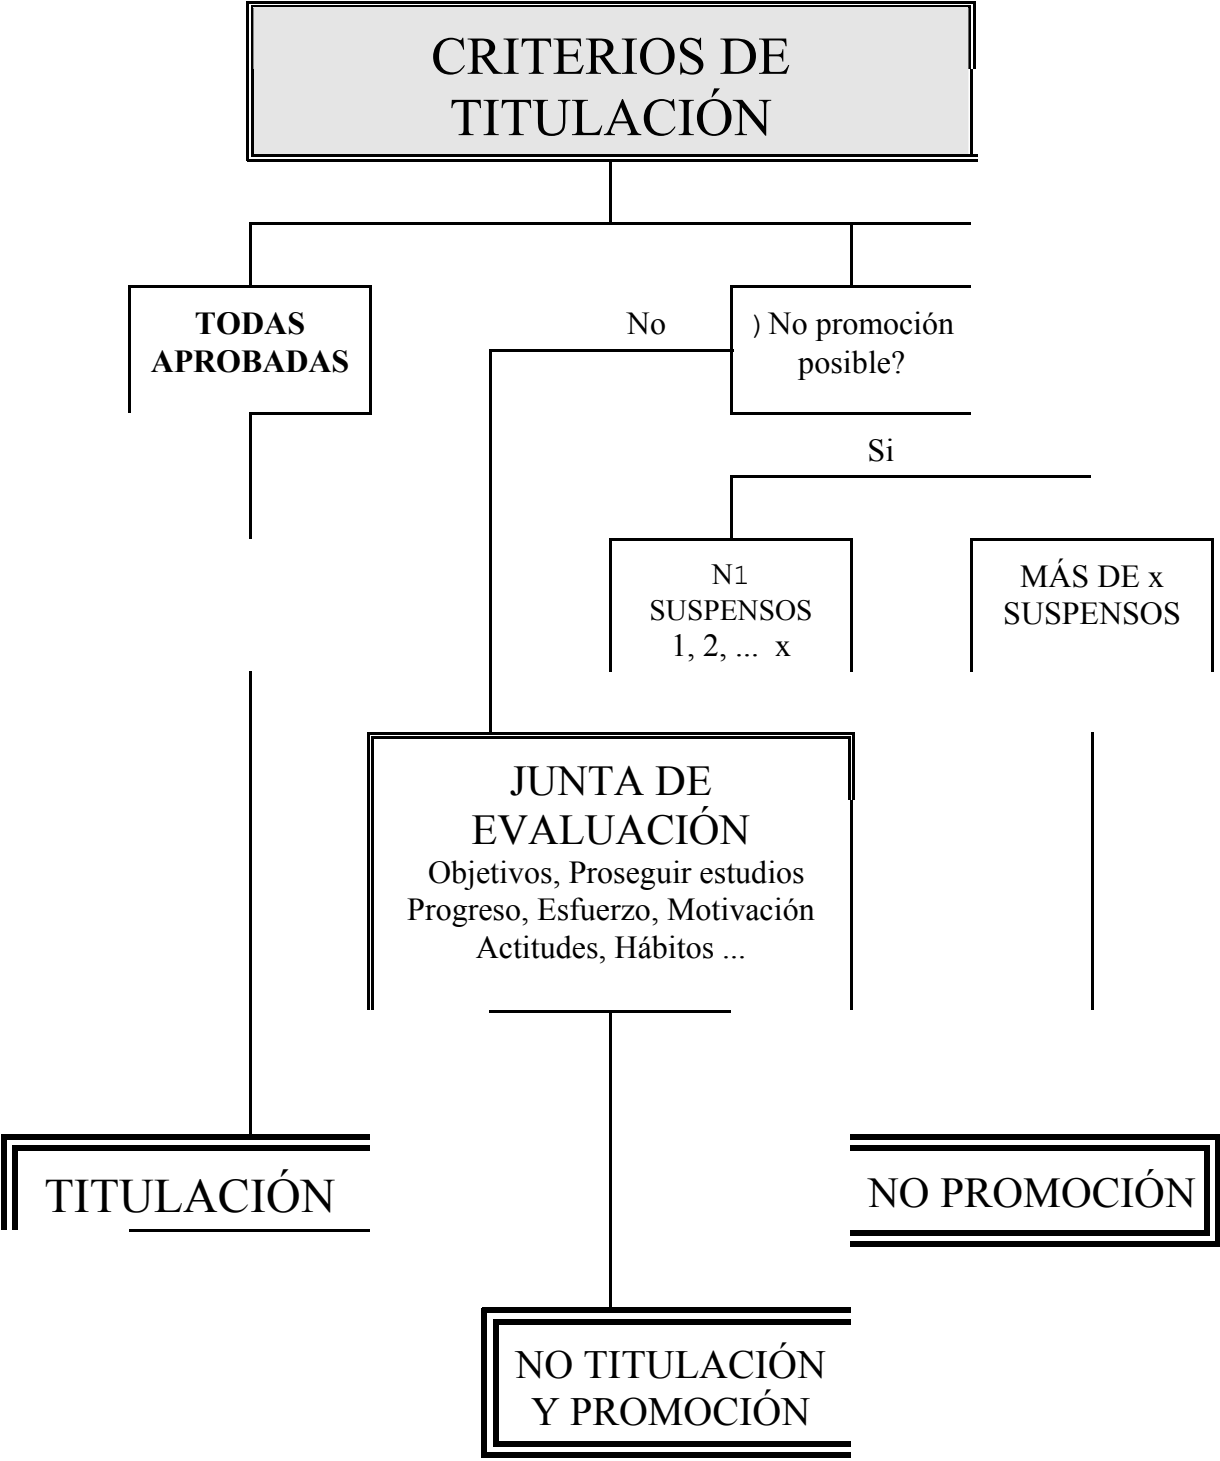 CRITERIOS DE
TITULACIÓN
TODAS
APROBADAS
No
) No promoción
posible?
Si
N1
SUSPENSOS
1, 2, ... x
MÁS DE x
SUSPENSOS
JUNTA DE
EVALUACIÓN
Objetivos, Proseguir estudios
Progreso, Esfuerzo, Motivación
Actitudes, Hábitos ...
TITULACIÓN
NO PROMOCIÓN
NO TITULACIÓN
Y PROMOCIÓN